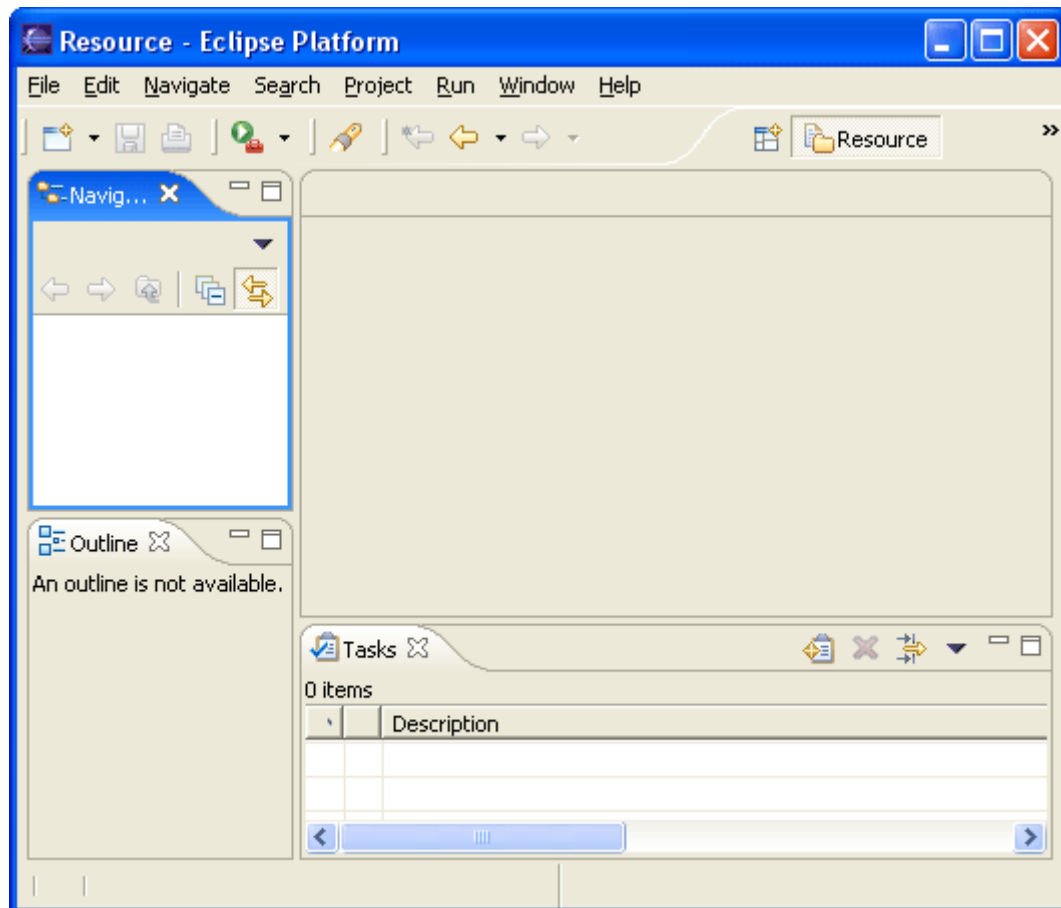 Resource - Eclipse Platform
File Edit Navigate Search Project Run Window Help
Resource
»
Navig...
Outline
An outline is not available.
Tasks
0 items
Description